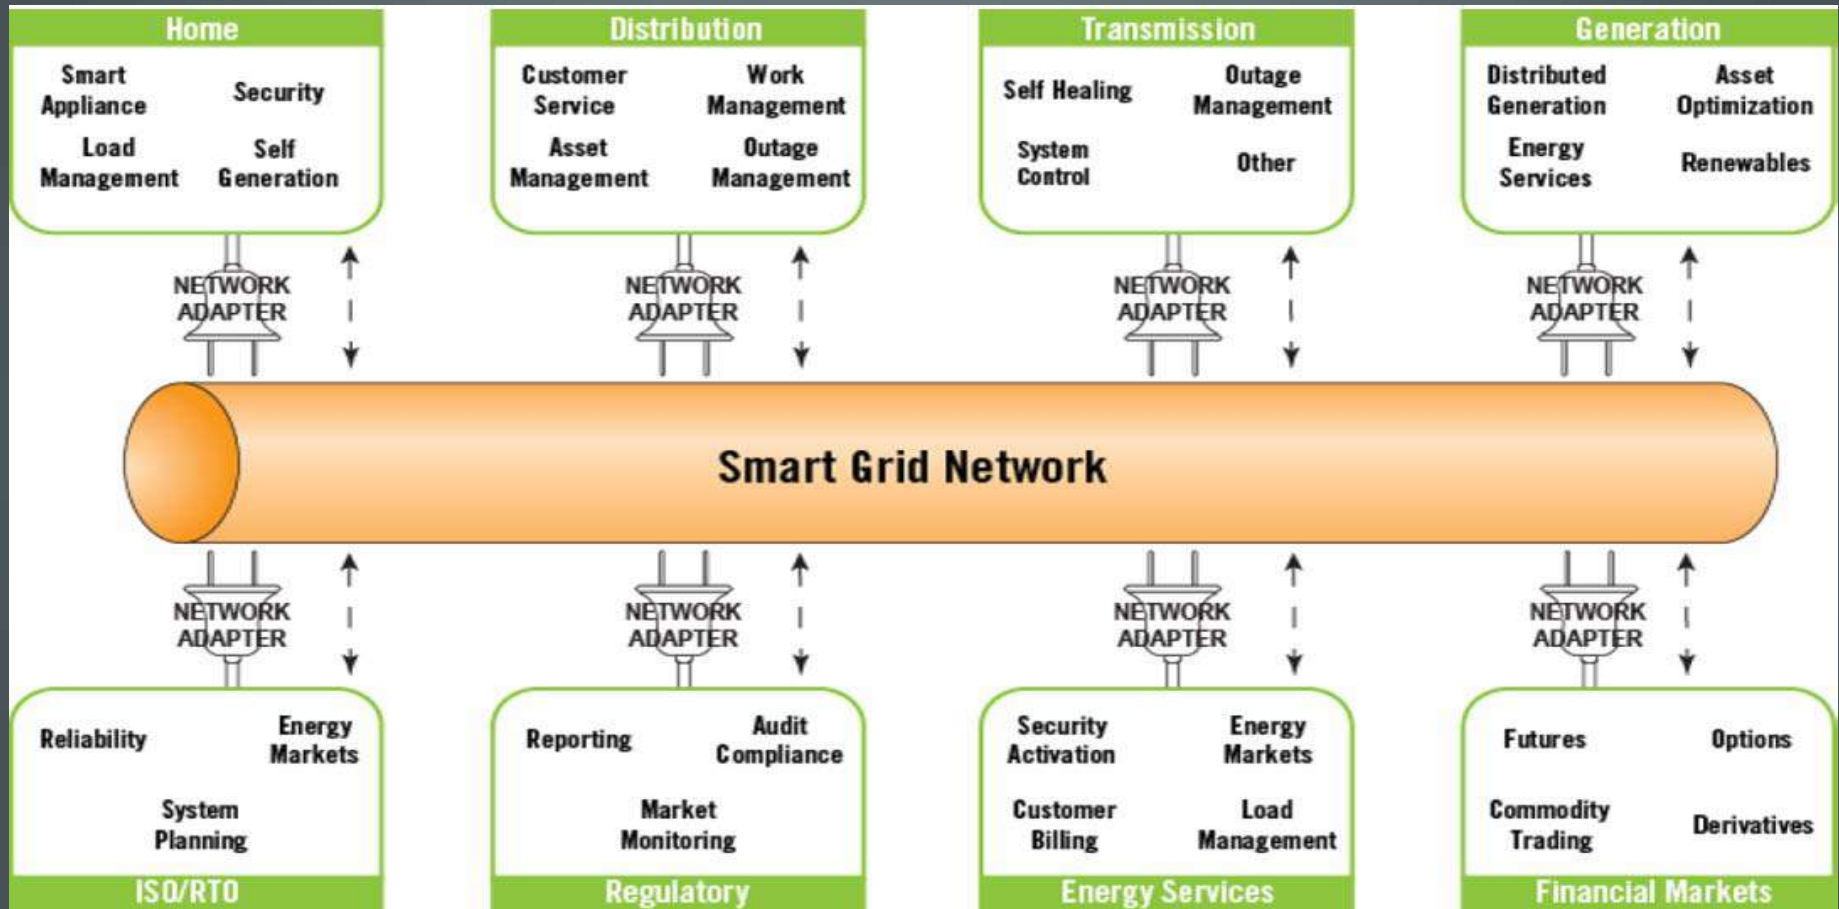 Home
Smart
Appliance
Security
Load
Management
Self
Generation
Distribution
Customer
Service
Work
Management
Asset
Management
Outage
Management
Transmission
Self Healing
Outage
Management
System
Control
Other
Generation
Distributed
Generation
Asset
Optimization
Energy
Services
Renewables
NETWORK
ADAPTER
NETWORK
ADAPTER
NETWORK
ADAPTER
NETWORK
ADAPTER
Smart Grid Network
NETWORK
ADAPTER
NETWORK
ADAPTER
NETWORK
ADAPTER
NETWORK
ADAPTER
Reliability
Energy
Markets
System
Planning
ISO/RTO
Reporting
Audit
Compliance
Market
Monitoring
Regulatory
Security
Activation
Energy
Markets
Customer
Billing
Load
Management
Energy Services
Futures
Options
Commodity
Trading
Derivatives
Financial Markets